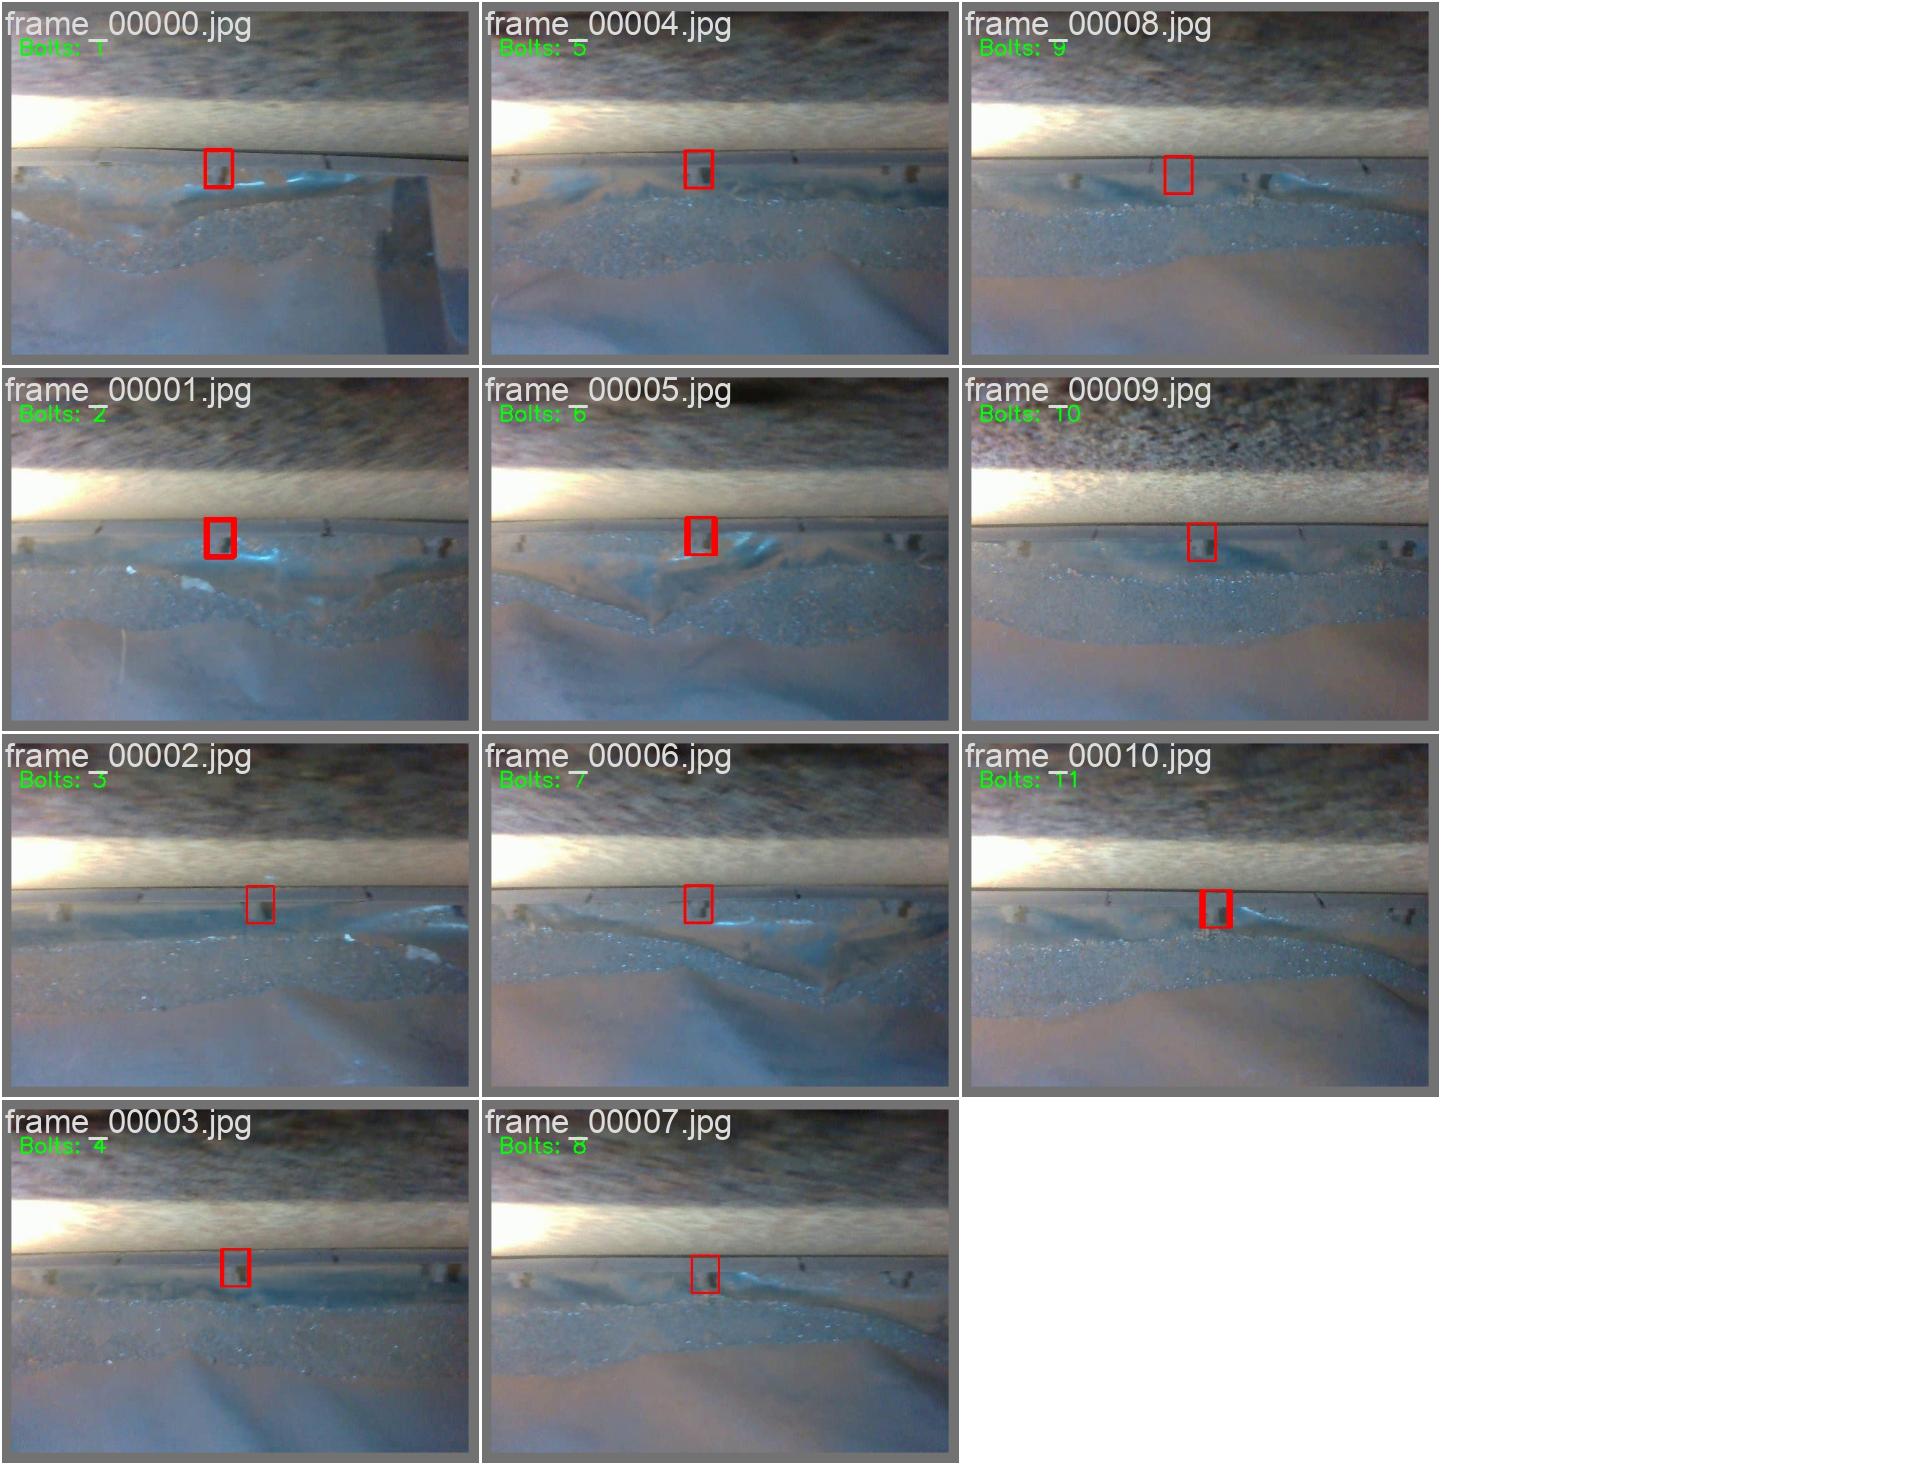 frame_00000.jpg
Bolts: 1
frame_00004.jpg
Bolts: 5
frame_00008.jpg
Bolts: 9
frame_00001.jpg
Bolts: 2
frame_00005.jpg
Bolts: 6
frame_00009.jpg
Bolts: 10
frame_00002.jpg
Bolts: 3
frame_00006.jpg
Bolts: 7
frame_00010.jpg
Bolts: 11
frame_00003.jpg
Bolts: 4
frame_00007.jpg
Bolts: 8